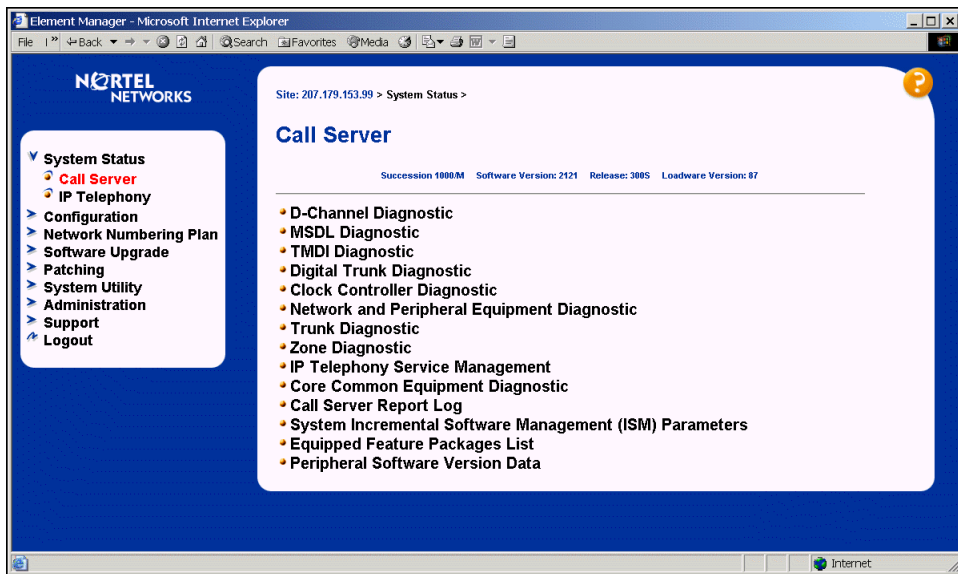 Element Manager - Microsoft Internet Explorer
File Back Search Favorites Media
NORTEL
NETWORKS
Site: 207.179.153.99 > System Status >
Call Server
Succession 1000/M Software Version: 2121 Release: 300S Loadware Version: 87
System Status
Call Server
IP Telephony
Configuration
Network Numbering Plan
Software Upgrade
Patching
System Utility
Administration
Support
Logout
D-Channel Diagnostic
MSDL Diagnostic
TMDI Diagnostic
Digital Trunk Diagnostic
Clock Controller Diagnostic
Network and Peripheral Equipment Diagnostic
Trunk Diagnostic
Zone Diagnostic
IP Telephony Service Management
Core Common Equipment Diagnostic
Call Server Report Log
System Incremental Software Management (ISM) Parameters
Equipped Feature Packages List
Peripheral Software Version Data
Internet